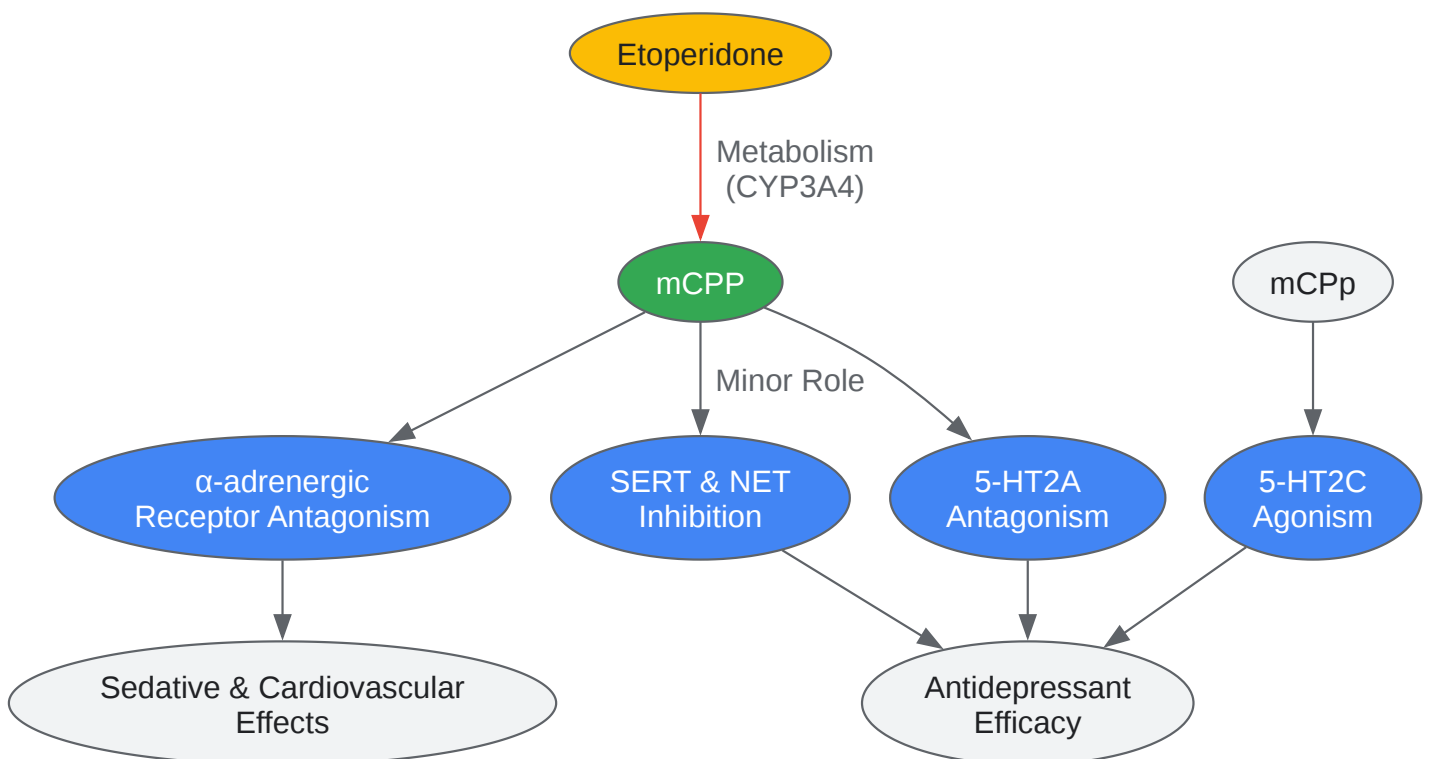 Etoperidone
Metabolism
(CYP3A4)
mCPP
mCPp
Minor Role
α-adrenergic
Receptor Antagonism
SERT & NET
Inhibition
5-HT2A
Antagonism
5-HT2C
Agonism
Sedative & Cardiovascular
Effects
Antidepressant
Efficacy